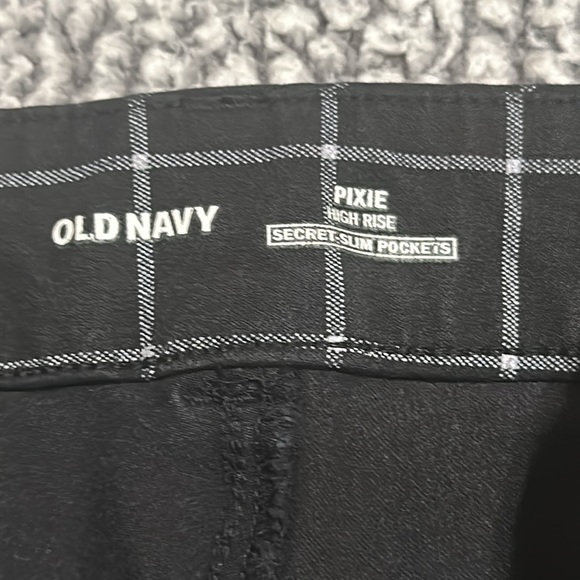 OLD NAVY
PIXIE
HIGH RISE
SECRET-SLIM POCKETS